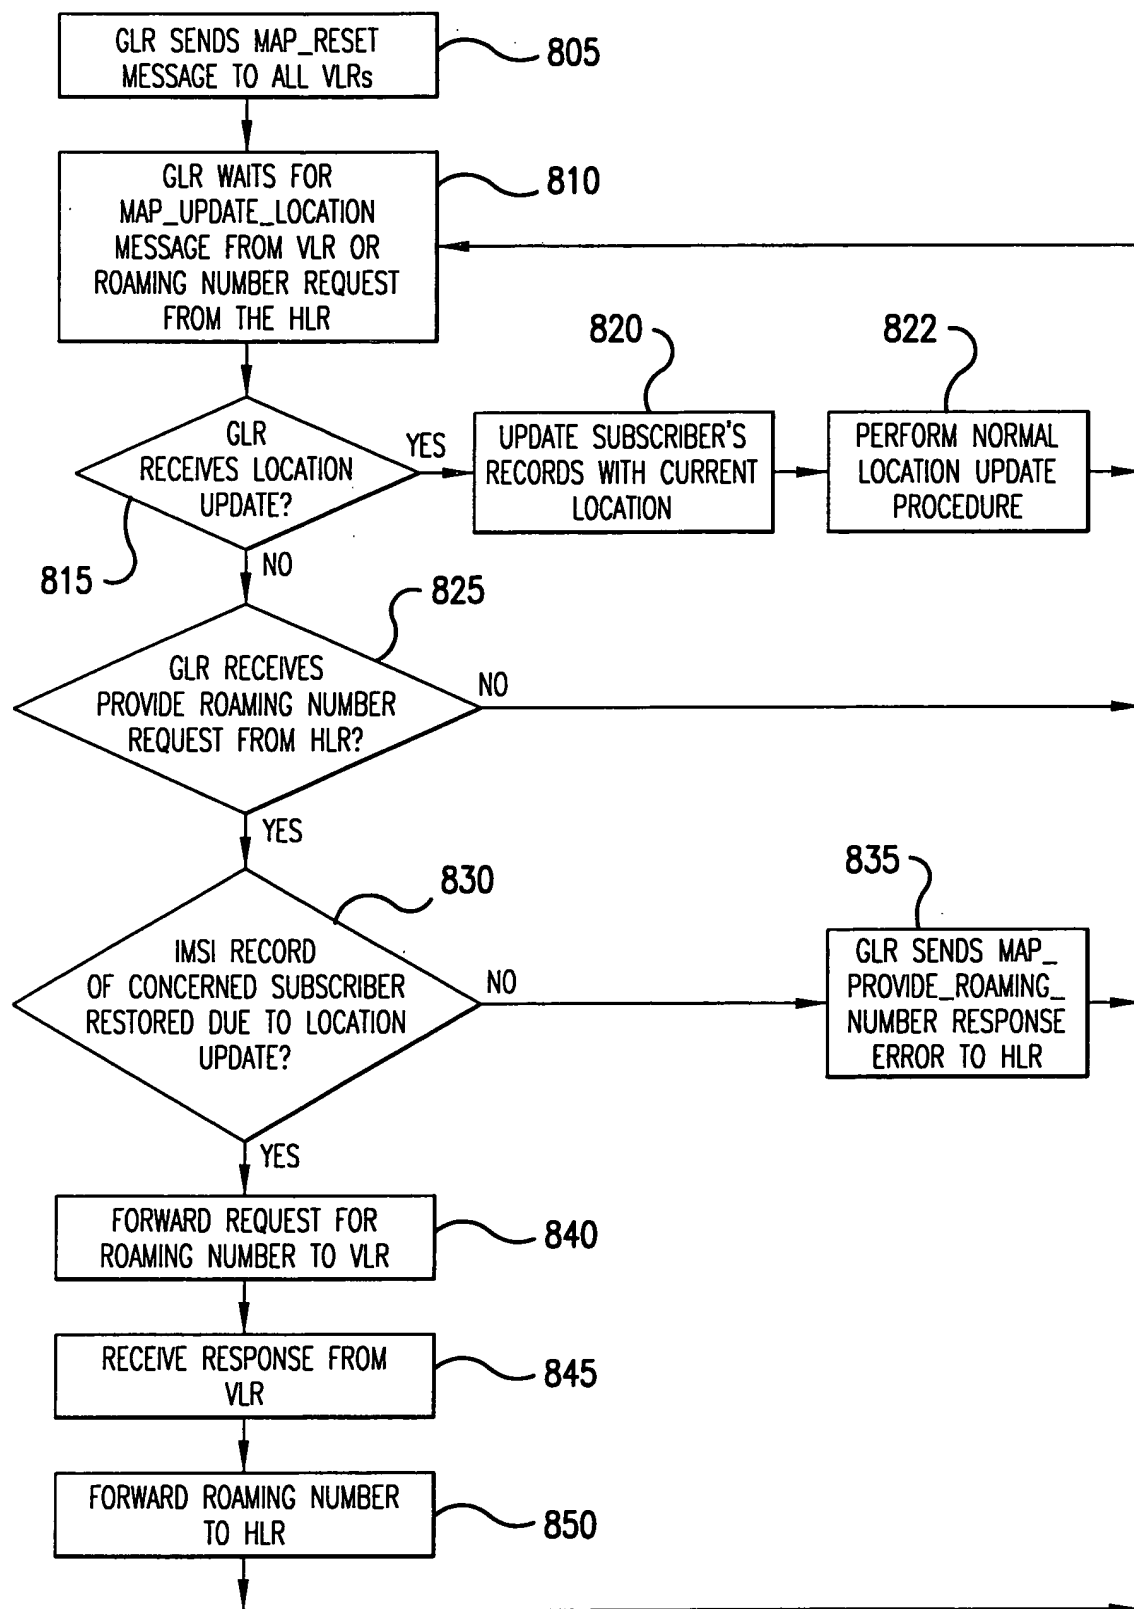 GLR SENDS MAP_RESET
MESSAGE TO ALL VLRs
805
GLR WAITS FOR
MAP_UPDATE_LOCATION
MESSAGE FROM VLR OR
ROAMING NUMBER REQUEST
FROM THE HLR
810
GLR
RECEIVES LOCATION
UPDATE?
815
YES
NO
UPDATE SUBSCRIBER'S
RECORDS WITH CURRENT
LOCATION
820
PERFORM NORMAL
LOCATION UPDATE
PROCEDURE
822
GLR RECEIVES
PROVIDE ROAMING NUMBER
REQUEST FROM HLR?
825
NO
YES
IMSI RECORD
OF CONCERNED SUBSCRIBER
RESTORED DUE TO LOCATION
UPDATE?
830
NO
YES
GLR SENDS MAP_
PROVIDE_ROAMING_
NUMBER RESPONSE
ERROR TO HLR
835
FORWARD REQUEST FOR
ROAMING NUMBER TO VLR
840
RECEIVE RESPONSE FROM
VLR
845
FORWARD ROAMING NUMBER
TO HLR
850